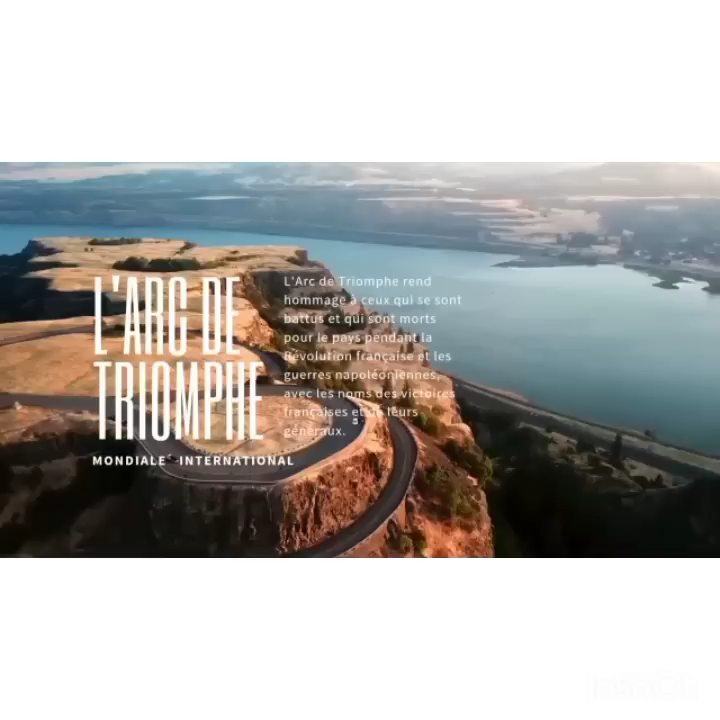 L'ARC DE
TRIOMPHE
MONDIALE INTERNATIONAL
L'Arc de Triomphe rend
hommage à ceux qui se sont
battus et qui sont morts
pour le pays pendant la
Révolution française et les
guerres napoléoniennes,
avec les noms des victoires
françaises et de leurs
généraux.